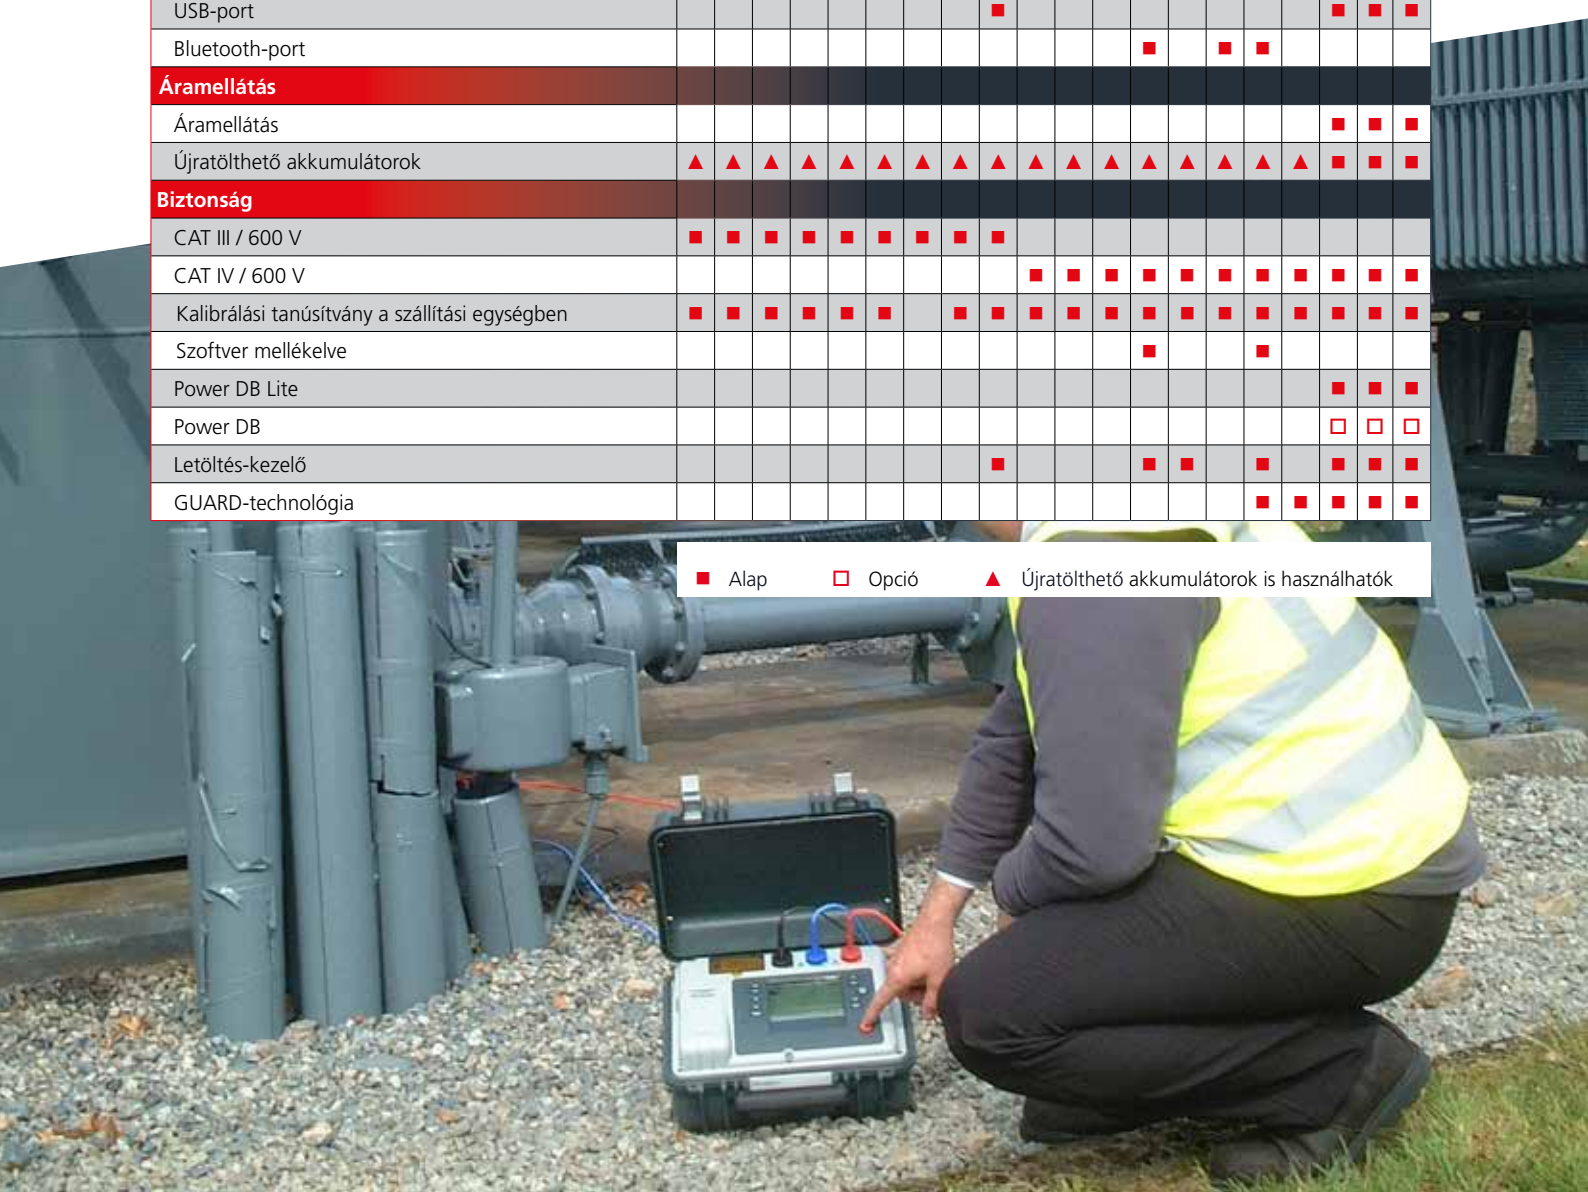 USB-port ■ ■ ■ ■
Bluetooth-port ■ ■ ■
Áramellátás
Áramellátás ■ ■ ■
Újratölthető akkumulátorok ▲ ▲ ▲ ▲ ▲ ▲ ▲ ▲ ▲ ▲ ▲ ▲ ▲ ▲ ▲ ▲ ▲ ■ ■ ■
Biztonság
CAT III / 600 V ■ ■ ■ ■ ■ ■ ■ ■ ■
CAT IV / 600 V ■ ■ ■ ■ ■ ■ ■ ■ ■ ■ ■
Kalibrálási tanúsítvány a szállítási egységben ■ ■ ■ ■ ■ ■ ■ ■ ■ ■ ■ ■ ■ ■ ■ ■ ■ ■ ■
Szoftver mellékelve ■ ■
Power DB Lite ■ ■ ■
Power DB □ □ □
Letöltés-kezelő ■ ■ ■ ■ ■ ■ ■
GUARD-technológia ■ ■ ■ ■ ■
■ Alap □ Opció ▲ Újratölthető akkumulátorok is használhatók